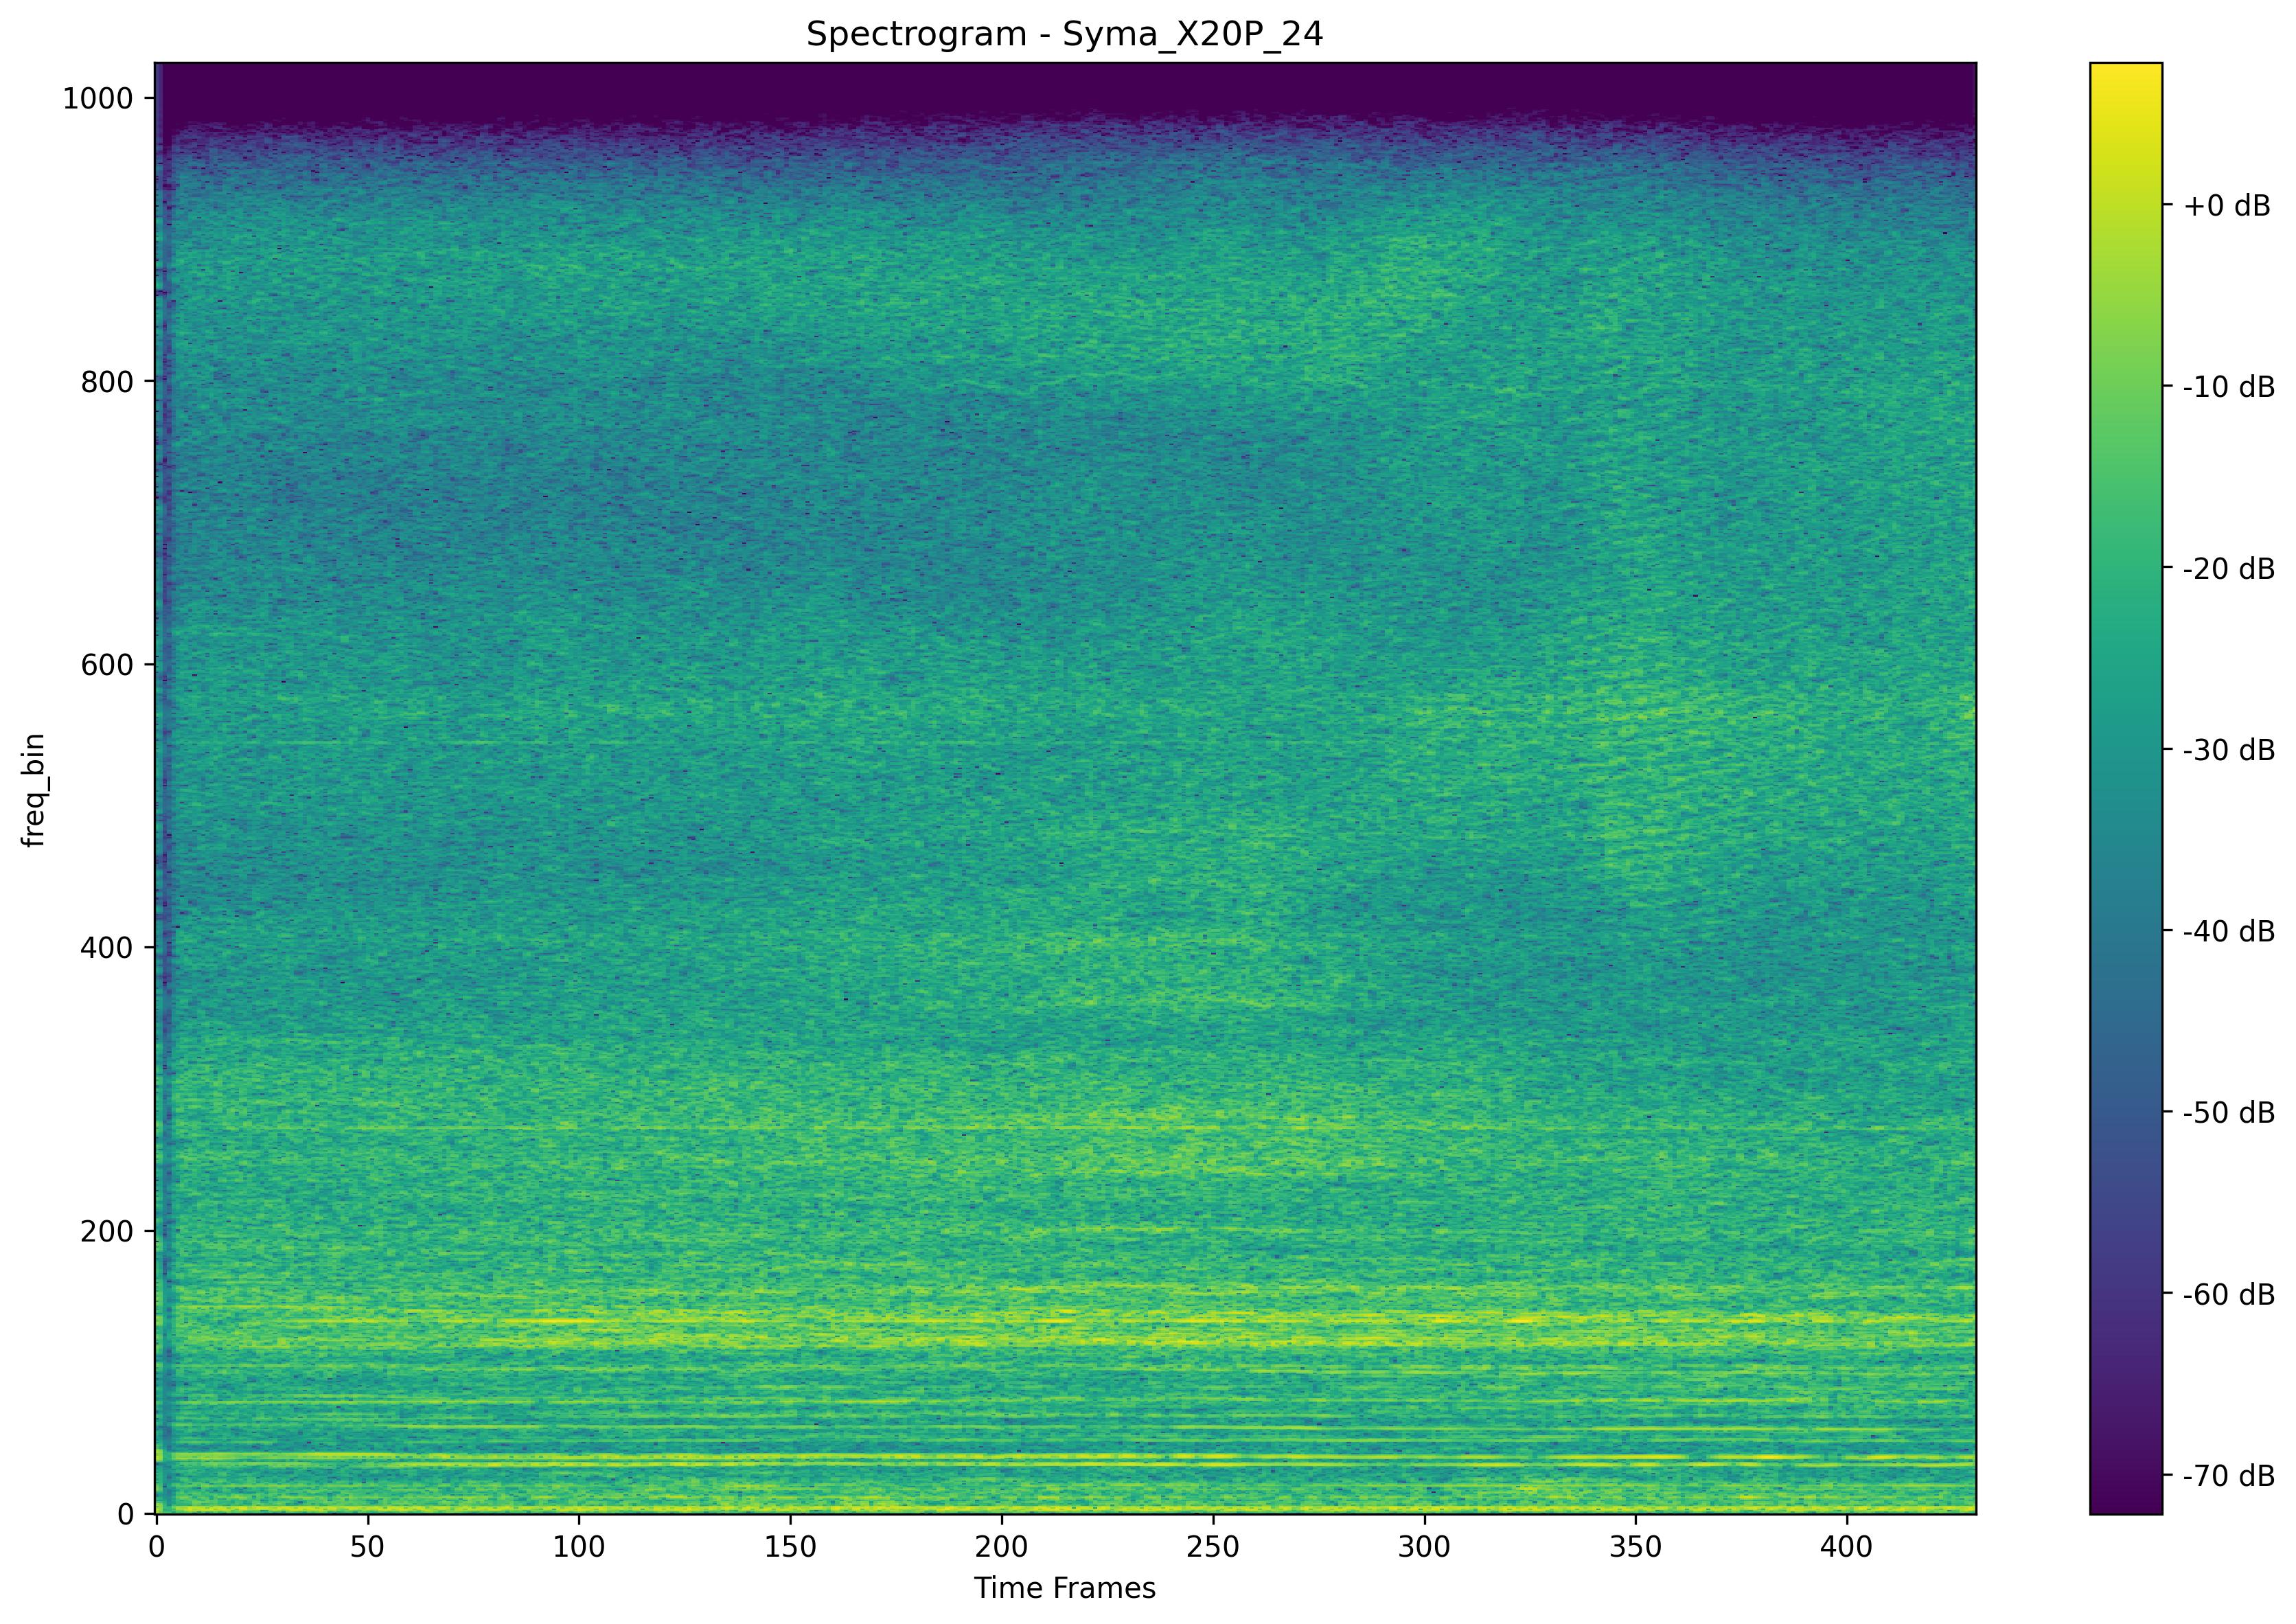 Spectrogram - Syma_X20P_24
1000
800
600
400
200
0
freq_bin
0 50 100 150 200 250 300 350 400
Time Frames
+0 dB
-10 dB
-20 dB
-30 dB
-40 dB
-50 dB
-60 dB
-70 dB